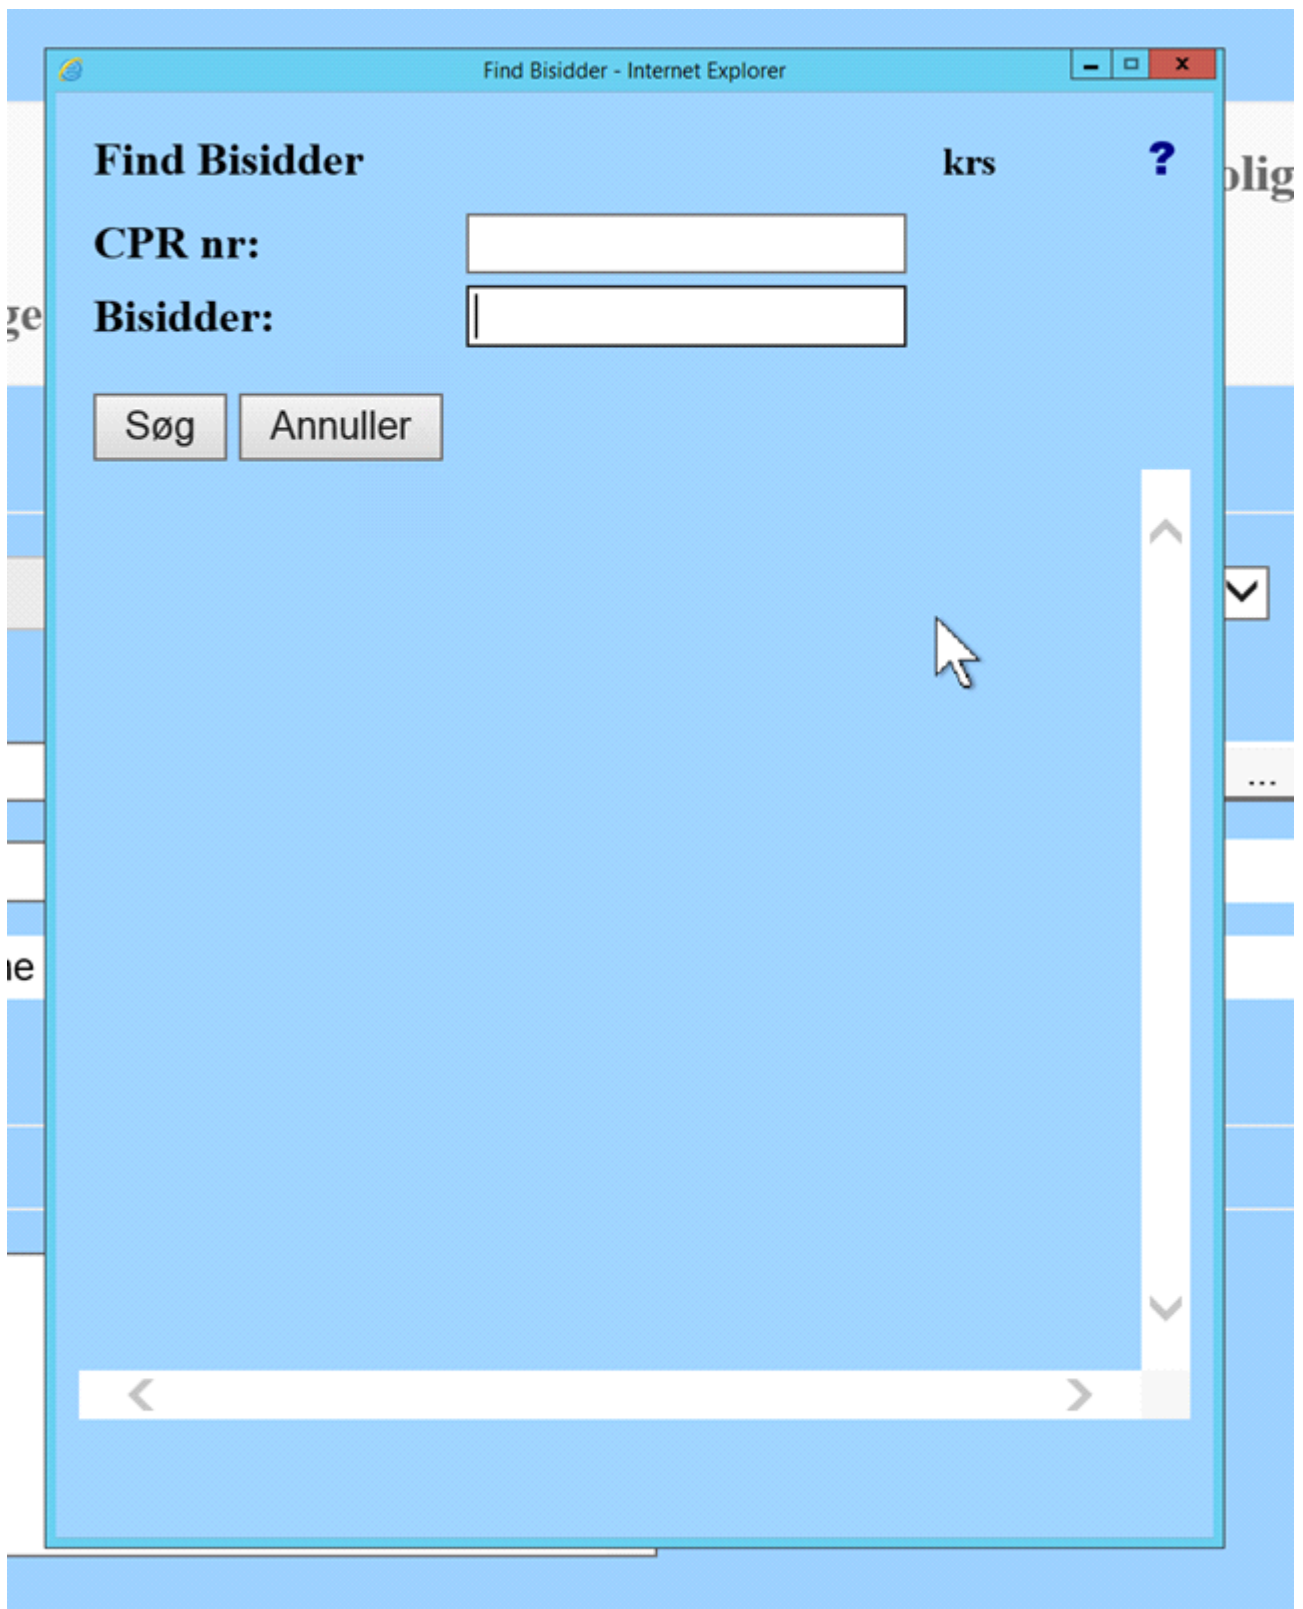 Find Bisidder - Internet Explorer
Find Bisidder krs ?
CPR nr:
Bisidder:
Søg Annuller
...